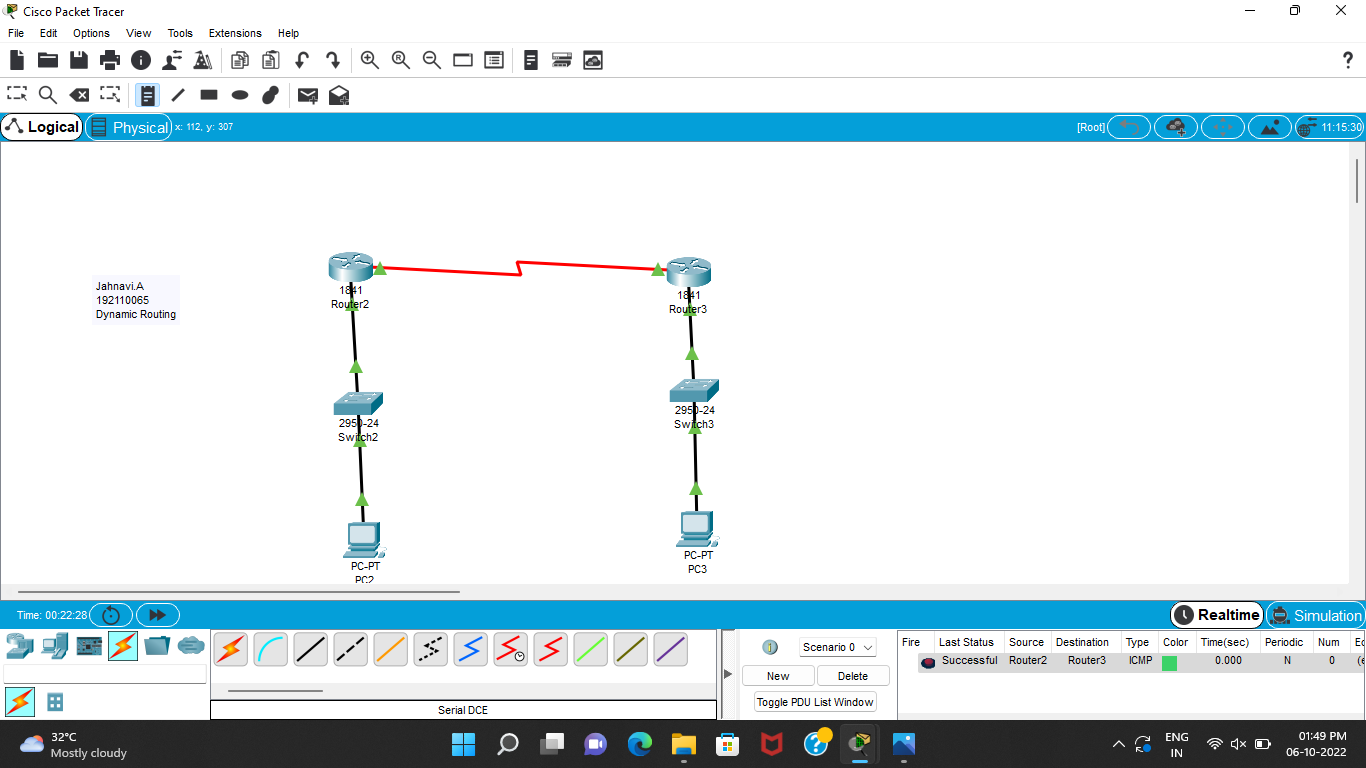 Cisco Packet Tracer
File Edit Options View Tools Extensions Help
?
Logical Physical x: 112, y: 307 [Root] 11:15:30
Jahnavi.A
192110065
Dynamic Routing
1841
Router2
1841
Router3
2950-24
Switch2
2950-24
Switch3
PC-PT
PC2
PC-PT
PC3
Time: 00:22:28 Realtime Simulation
Serial DCE
Scenario 0
New Delete
Toggle PDU List Window
Fire Last Status Source Destination Type Color Time(sec) Periodic Num
Successful Router2 Router3 ICMP 0.000 N 0 (e
32°C
Mostly cloudy
ENG
IN
01:49 PM
06-10-2022